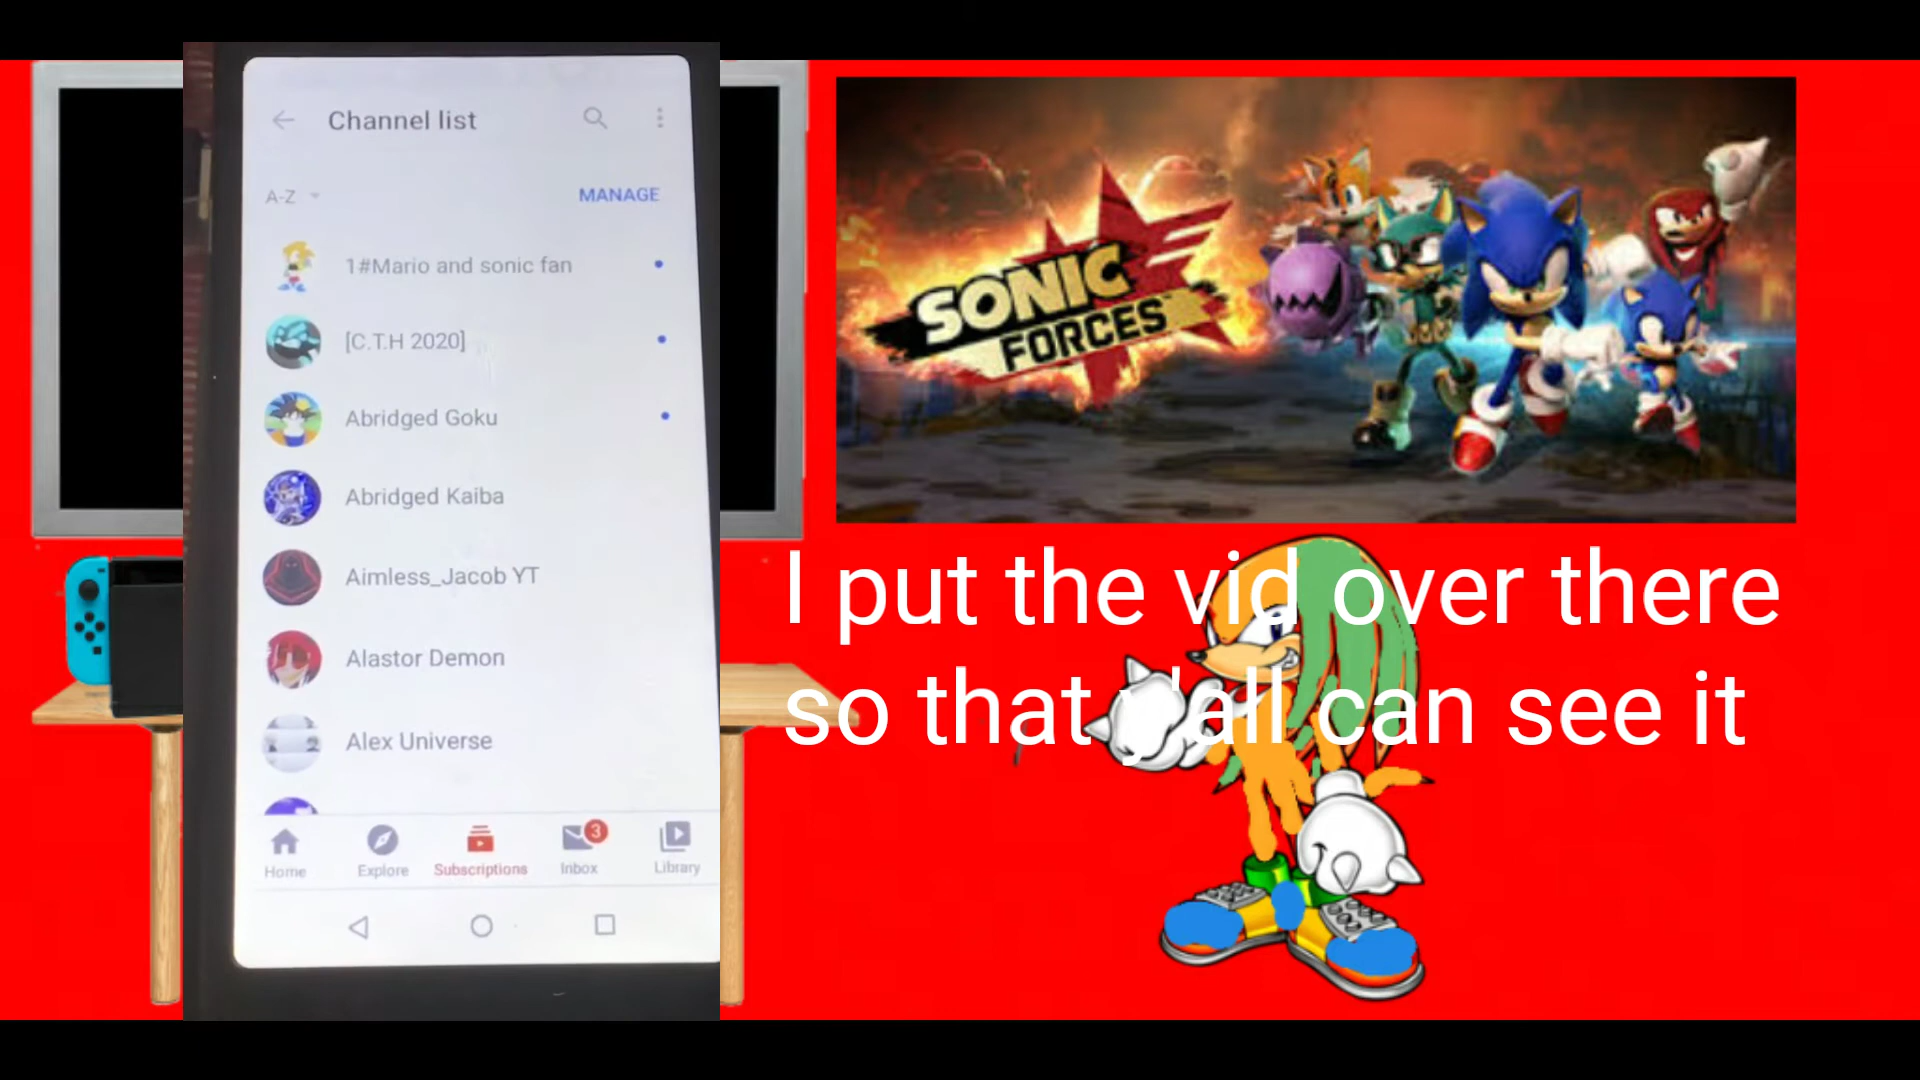 Channel list
A-Z
MANAGE
1#Mario and sonic fan
[C.T.H 2020]
Abridged Goku
Abridged Kaiba
Aimless_Jacob YT
Alastor Demon
Alex Universe
Home
Explore
Subscriptions
3
Inbox
Library
SONIC
FORCES
I put the vid over there
so that y'all can see it